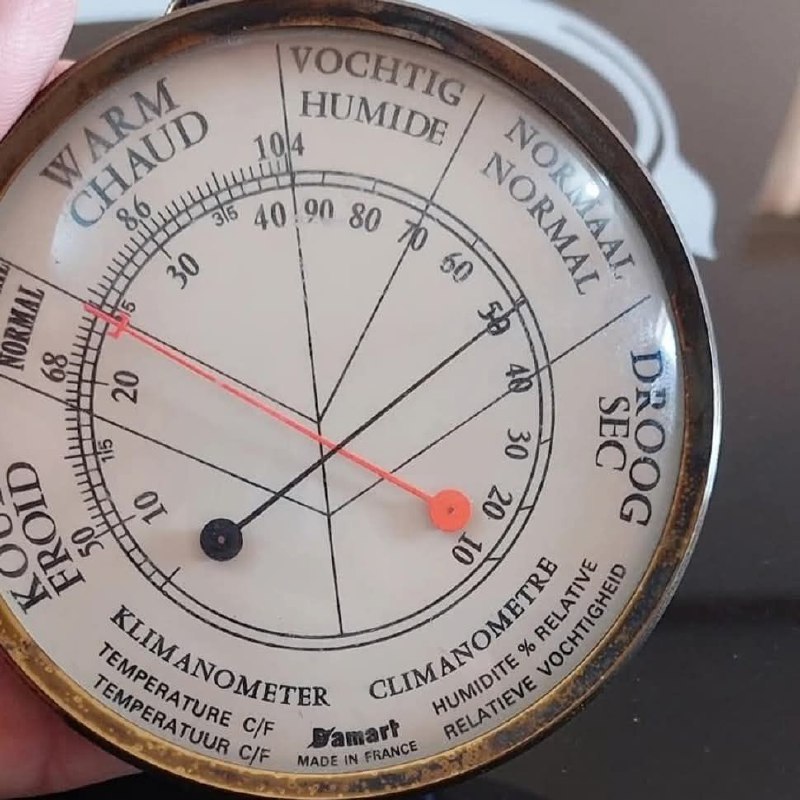 WARM
CHAUD
VOCHTIG
HUMIDE
NORMAAL
NORMAL
DROOG
SEC
NORMAL
FROID
104
86
68
50
40
35
30
20
15
10
90
80
70
60
50
40
30
20
10
KLIMANOMETER
CLIMANOMETRE
TEMPERATURE C/F
TEMPERATUUR C/F
Damart
MADE IN FRANCE
HUMIDITE % RELATIVE
RELATIEVE VOCHTIGHEID